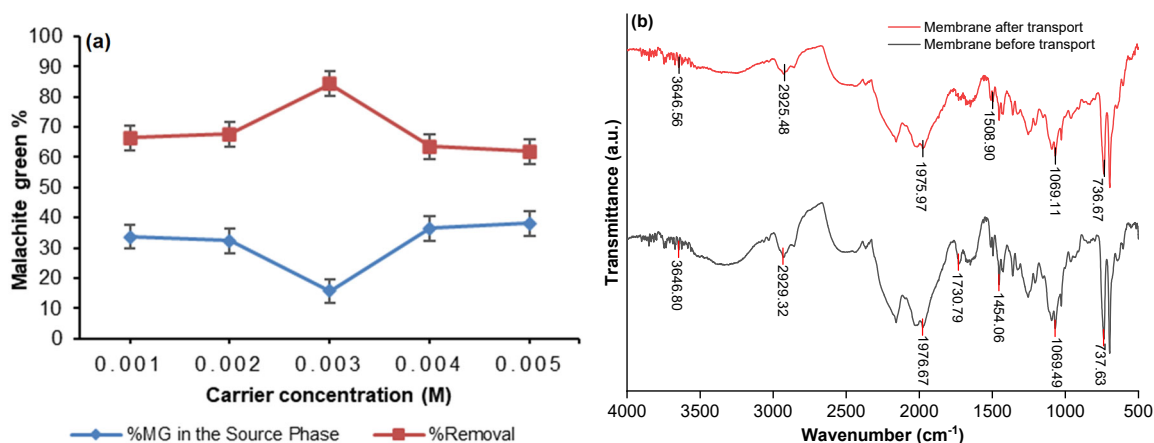 (a)
Malachite green %
100
90
80
70
60
50
40
30
20
10
0
0.001 0.002 0.003 0.004 0.005
Carrier concentration (M)
%MG in the Source Phase %Removal
(b)
Membrane after transport
Membrane before transport
Transmittance (a.u.)
3646.56
2925.48
1975.97
1508.90
1069.11
736.67
3646.80
2929.32
1976.67
1730.79
1454.06
1069.49
737.63
4000 3500 3000 2500 2000 1500 1000 500
Wavenumber (cm⁻¹)